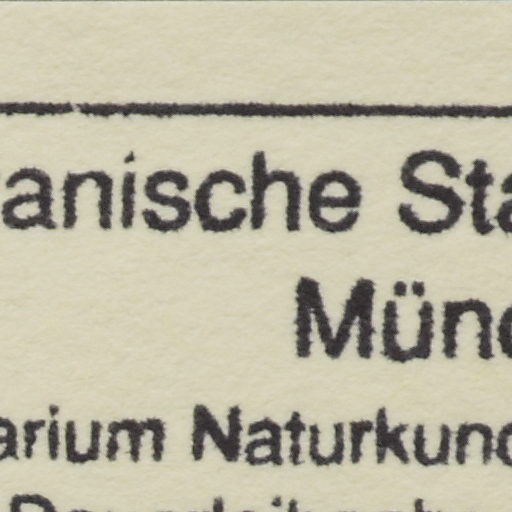 anische Sta
Münc
arium Naturkund